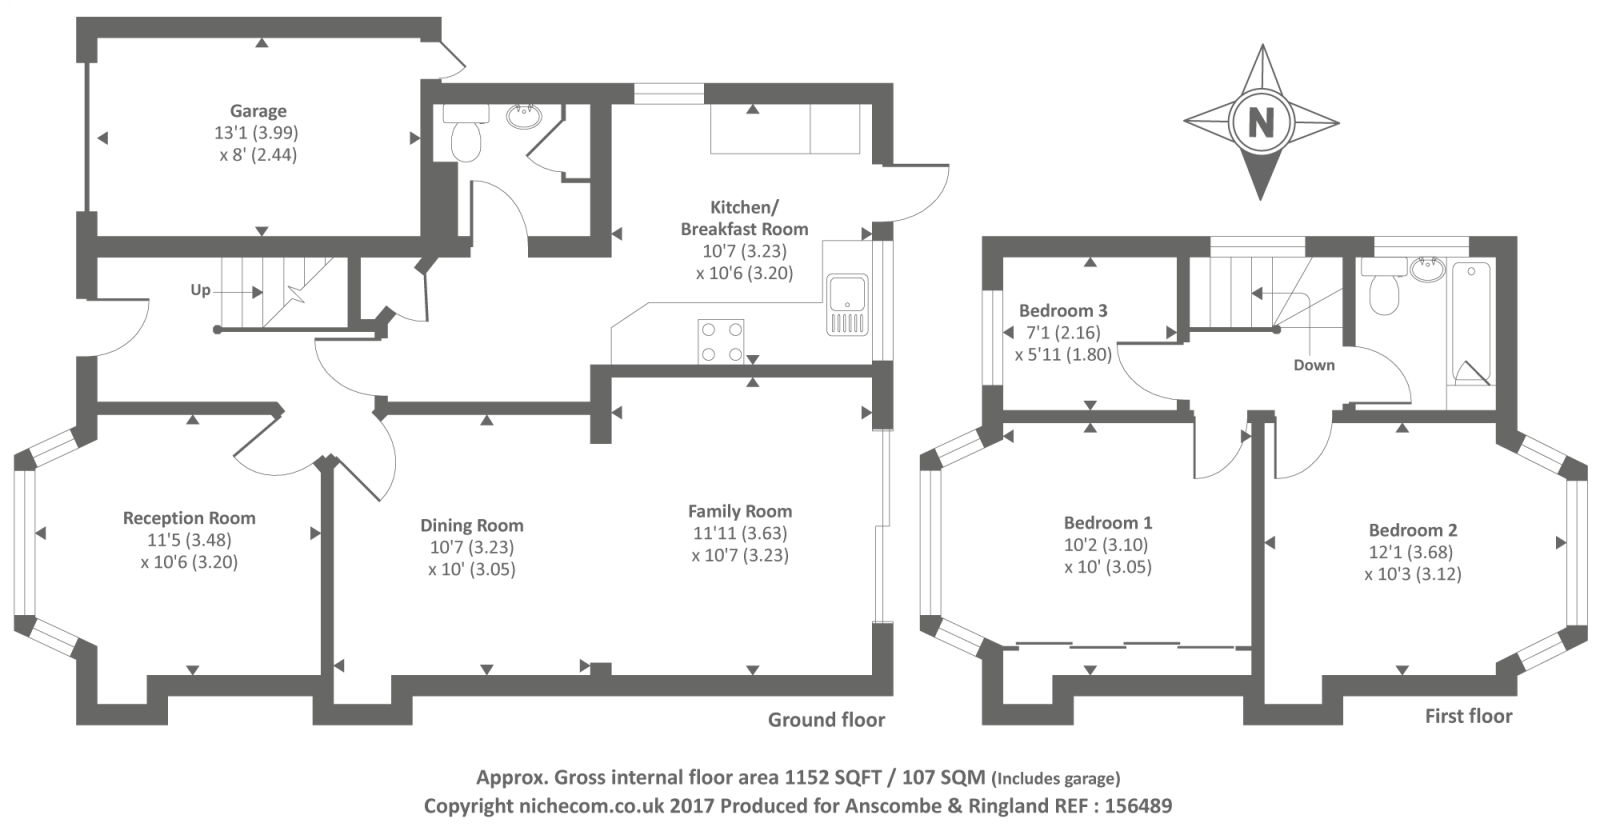 Garage
13'1 (3.99)
x 8' (2.44)
Kitchen/
Breakfast Room
10'7 (3.23)
x 10'6 (3.20)
Up
Reception Room
11'5 (3.48)
x 10'6 (3.20)
Dining Room
10'7 (3.23)
x 10' (3.05)
Family Room
11'11 (3.63)
x 10'7 (3.23)
Ground floor
N
Bedroom 3
7'1 (2.16)
x 5'11 (1.80)
Down
Bedroom 1
10'2 (3.10)
x 10' (3.05)
Bedroom 2
12'1 (3.68)
x 10'3 (3.12)
First floor
Approx. Gross internal floor area 1152 SQFT / 107 SQM (Includes garage)
Copyright nichecom.co.uk 2017 Produced for Anscombe & Ringland REF : 156489